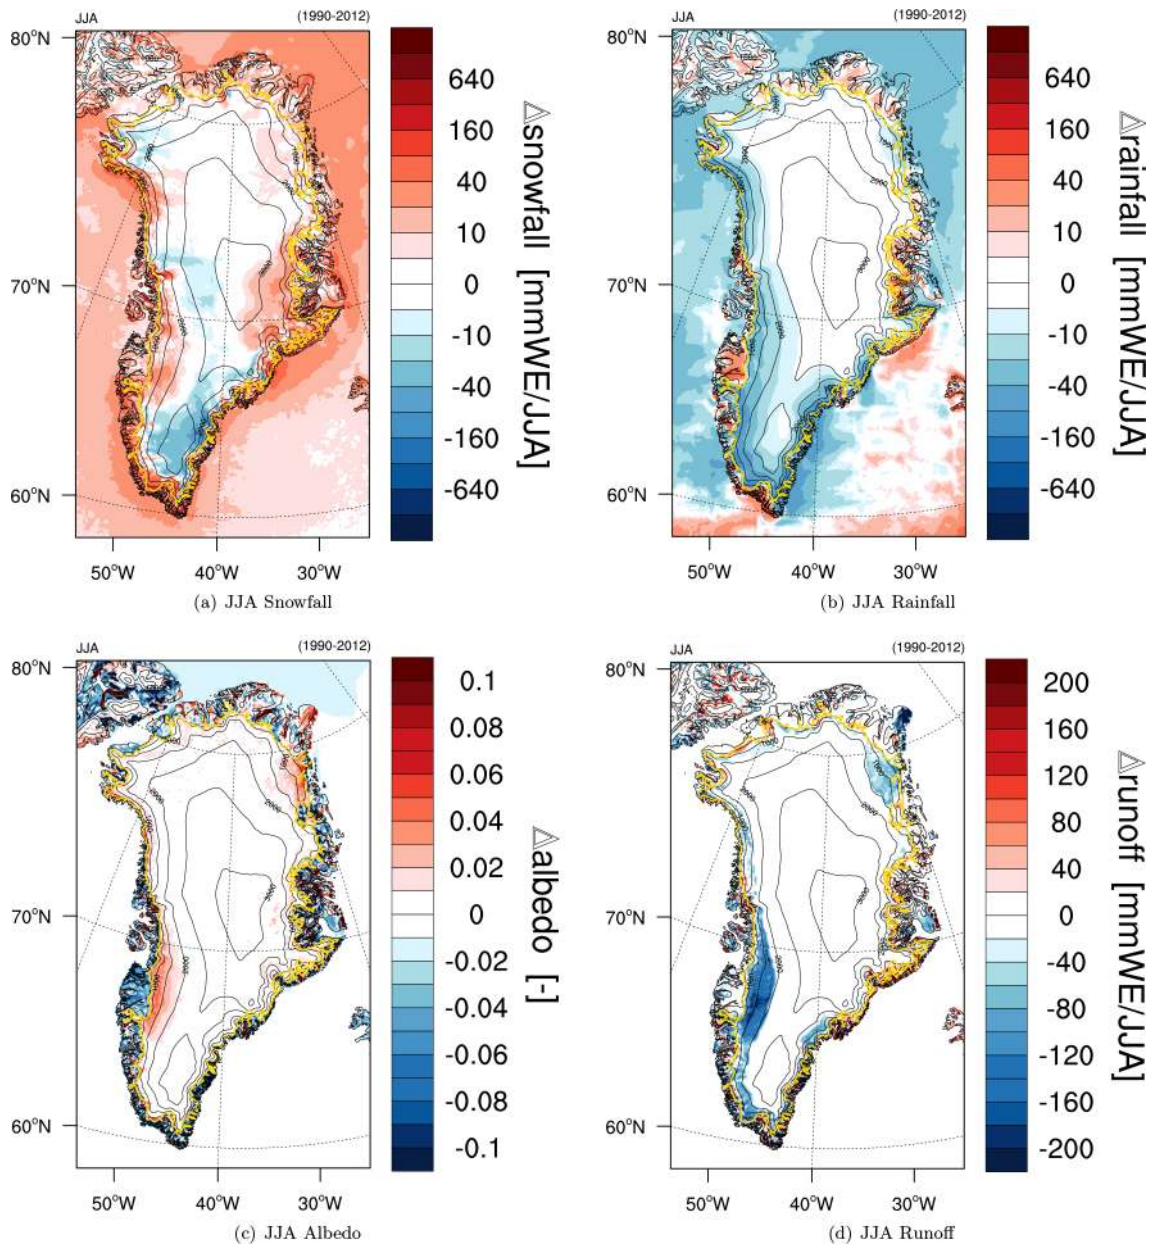 JJA (1990-2012)
80°N
70°N
60°N
50°W 40°W 30°W
640
160
40
10
0
-10
-40
-160
-640
△snowfall [mmWE/JJA]
(a) JJA Snowfall
JJA (1990-2012)
80°N
70°N
60°N
50°W 40°W 30°W
640
160
40
10
0
-10
-40
-160
-640
△rainfall [mmWE/JJA]
(b) JJA Rainfall
JJA (1990-2012)
80°N
70°N
60°N
50°W 40°W 30°W
0.1
0.08
0.06
0.04
0.02
0
-0.02
-0.04
-0.06
-0.08
-0.1
△albedo [-]
(c) JJA Albedo
JJA (1990-2012)
80°N
70°N
60°N
50°W 40°W 30°W
200
160
120
80
40
0
-40
-80
-120
-160
-200
△runoff [mmWE/JJA]
(d) JJA Runoff